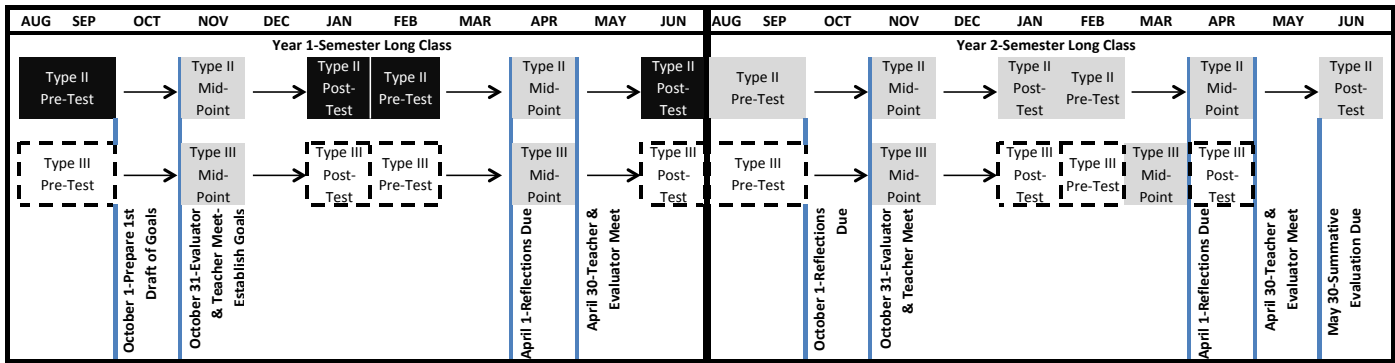 AUG SEP OCT NOV DEC JAN FEB MAR APR MAY JUN AUG SEP OCT NOV DEC JAN FEB MAR APR MAY JUN
Year 1-Semester Long Class
Year 2-Semester Long Class
Type II
Pre-Test
Type II
Mid-
Point
Type II
Post-
Test
Type II
Pre-Test
Type II
Mid-
Point
Type II
Post-
Test
Type II
Pre-Test
Type II
Mid-
Point
Type II
Post-
Test
Type II
Pre-Test
Type II
Mid-
Point
Type II
Post-
Test
Type III
Pre-Test
Type III
Mid-
Point
Type III
Post-
Test
Type III
Pre-Test
Type III
Mid-
Point
Type III
Post-
Test
Type III
Pre-Test
Type III
Mid-
Point
Type III
Post-
Test
Type III
Pre-Test
Type III
Mid-
Point
Type III
Post-
Test
October 1-Prepare 1st
Draft of Goals
October 31-Evaluator
& Teacher Meet-
Establish Goals
April 1-Reflections Due
April 30-Teacher &
Evaluator Meet
October 1-Reflections
Due
October 31-Evaluator
& Teacher Meet
April 1-Reflections Due
April 30-Teacher &
Evaluator Meet
May 30-Summative
Evaluation Due